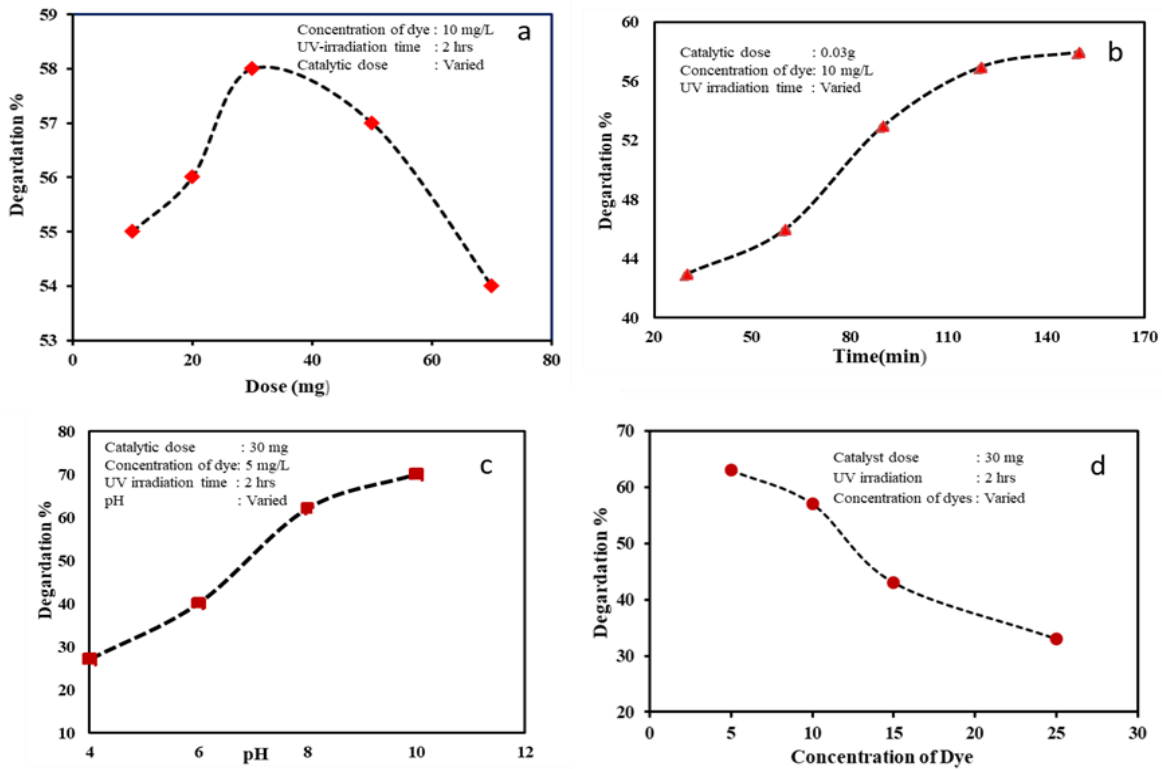 59
58
57
56
55
54
53
Degardation %
0
20
40
60
80
Dose (mg)
Concentration of dye : 10 mg/L
UV-irradiation time : 2 hrs
Catalytic dose : Varied
a
60
56
52
48
44
40
Degardation %
20
50
80
110
140
170
Time(min)
Catalytic dose : 0.03g
Concentration of dye: 10 mg/L
UV irradiation time : Varied
b
80
70
60
50
40
30
20
10
Degardation %
4
6
8
10
12
pH
Catalytic dose : 30 mg
Concentration of dye: 5 mg/L
UV irradiation time : 2 hrs
pH : Varied
c
70
60
50
40
30
20
Degardation %
0
5
10
15
20
25
30
Concentration of Dye
Catalyst dose : 30 mg
UV irradiation : 2 hrs
Concentration of dyes : Varied
d